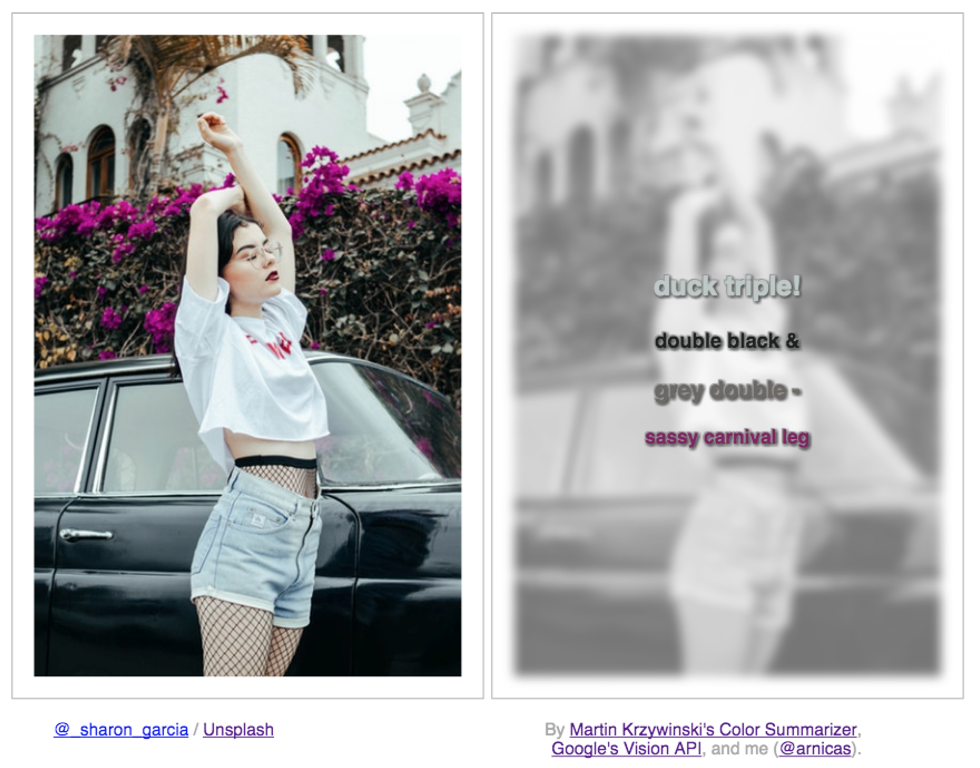 duck triple!
double black &
grey double -
sassy carnival leg
@_sharon_garcia / Unsplash
By Martin Krzywinski's Color Summarizer,
Google's Vision API, and me (@arnicas).